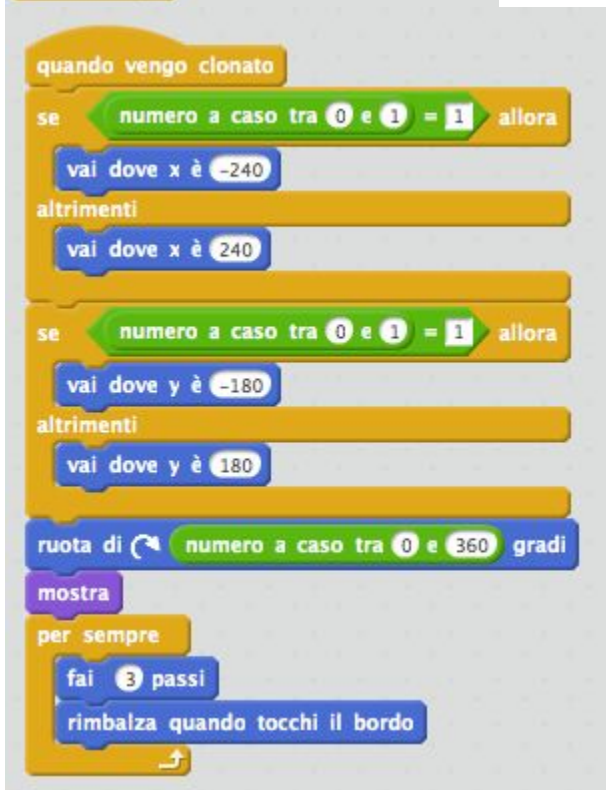 quando vengo clonato
se numero a caso tra 0 e 1 = 1 allora
vai dove x è -240
altrimenti
vai dove x è 240
se numero a caso tra 0 e 1 = 1 allora
vai dove y è -180
altrimenti
vai dove y è 180
ruota di numero a caso tra 0 e 360 gradi
mostra
per sempre
fai 3 passi
rimbalza quando tocchi il bordo